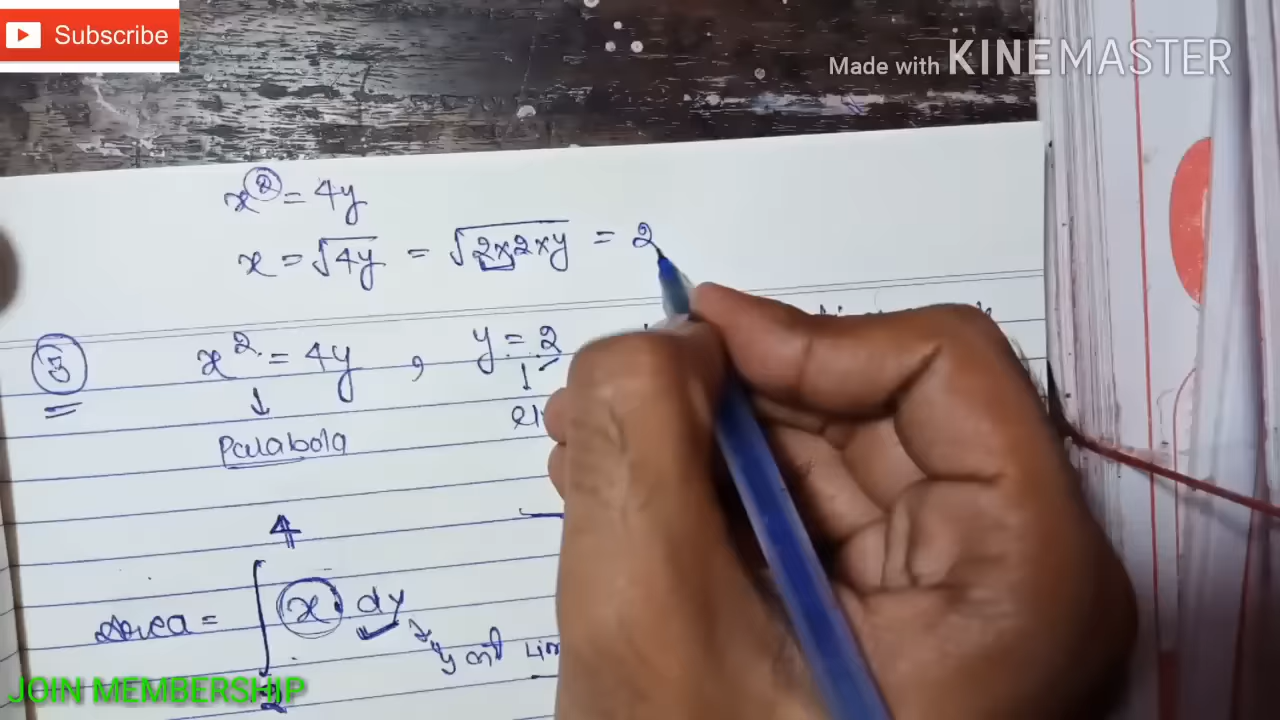 Subscribe
Made with KINEMASTER
x² = 4y
x = √4y = √2×2×y = 2
③ x² = 4y , y = 2
↓ ↓
Parabola
4
Area = ∫ x dy
y की
2
JOIN MEMBERSHIP